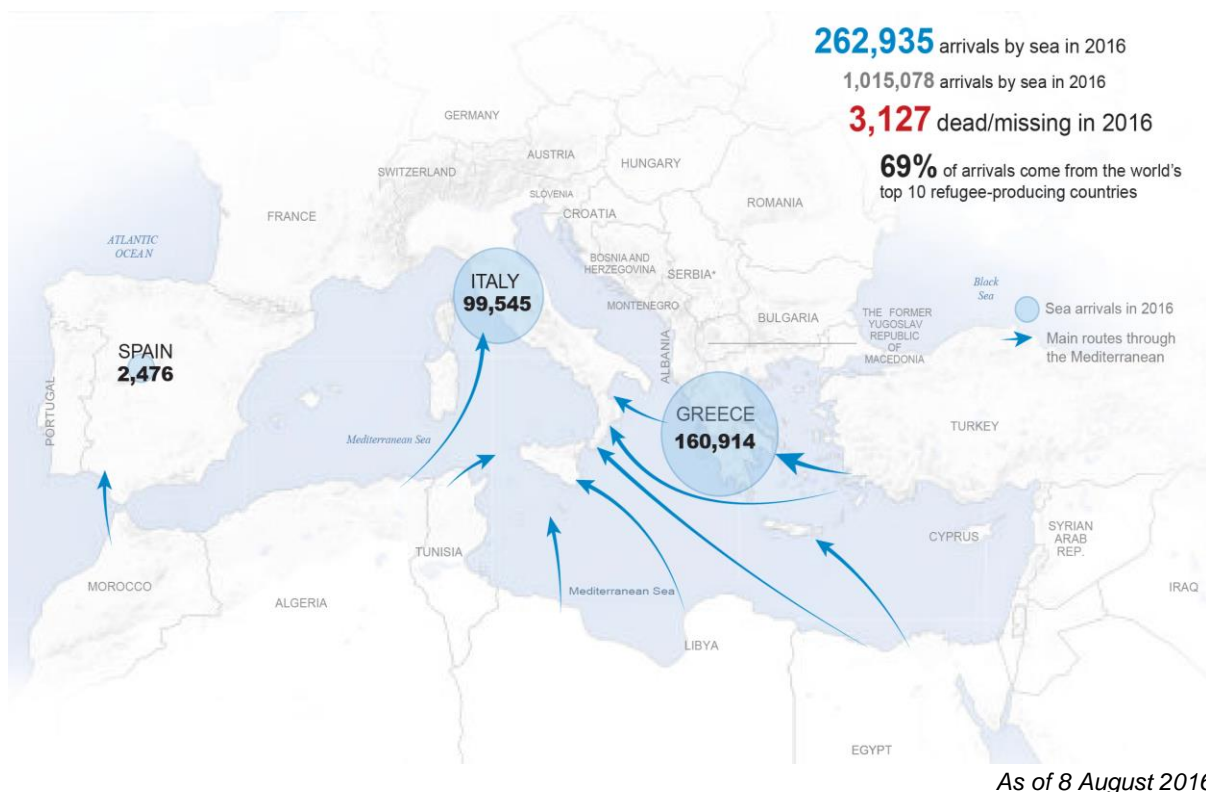 262,935 arrivals by sea in 2016
1,015,078 arrivals by sea in 2016
3,127 dead/missing in 2016
69% of arrivals come from the world's
top 10 refugee-producing countries
GERMANY
AUSTRIA
HUNGARY
SWITZERLAND
SLOVENIA
ROMANIA
FRANCE
CROATIA
ATLANTIC
OCEAN
BOSNIA AND
HERZEGOVINA
SERBIA*
ITALY
99,545
MONTENEGRO
BULGARIA
Black
Sea
THE FORMER
YUGOSLAV
REPUBLIC
OF
MACEDONIA
Sea arrivals in 2016
Main routes through
the Mediterranean
SPAIN
2,476
PORTUGAL
ALBANIA
GREECE
160,914
TURKEY
Mediterranean Sea
CYPRUS
SYRIAN
ARAB
REP.
TUNISIA
MOROCCO
ALGERIA
Mediterranean Sea
IRAQ
LIBYA
EGYPT
As of 8 August 2016